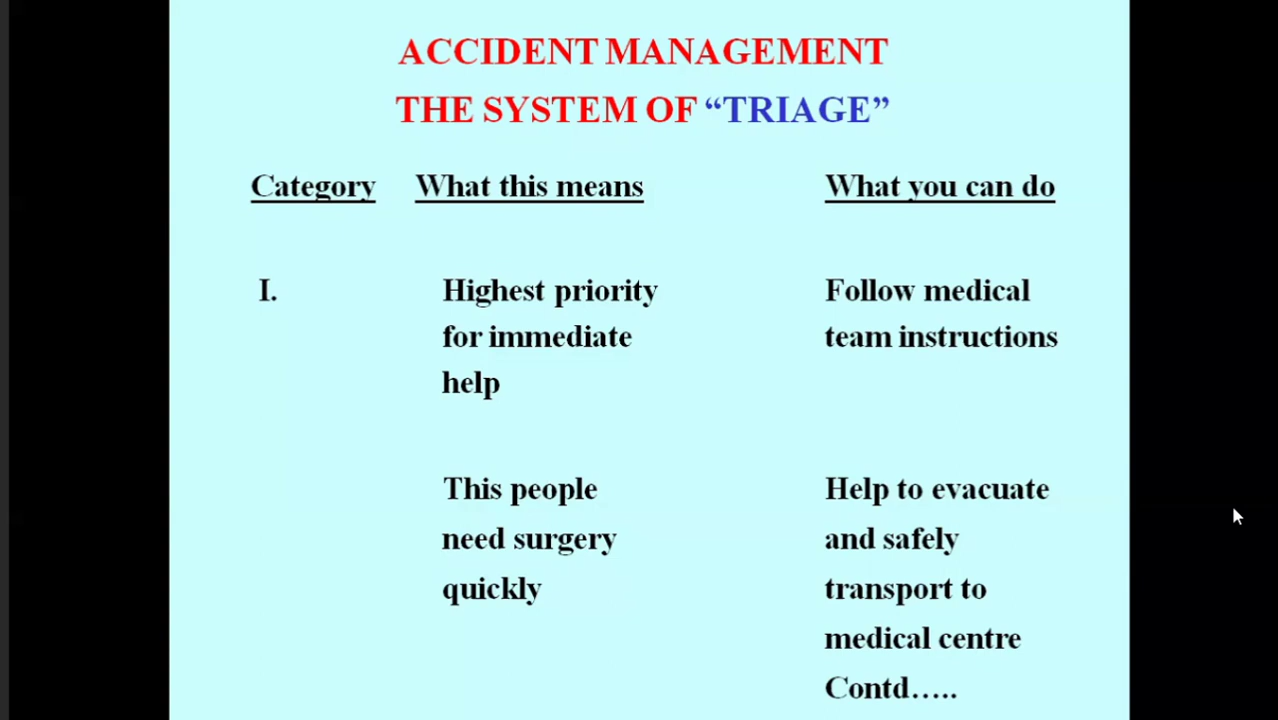 ACCIDENT MANAGEMENT
THE SYSTEM OF “TRIAGE”
Category What this means What you can do
I. Highest priority Follow medical
for immediate team instructions
help
This people Help to evacuate
need surgery and safely
quickly transport to
medical centre
Contd…..